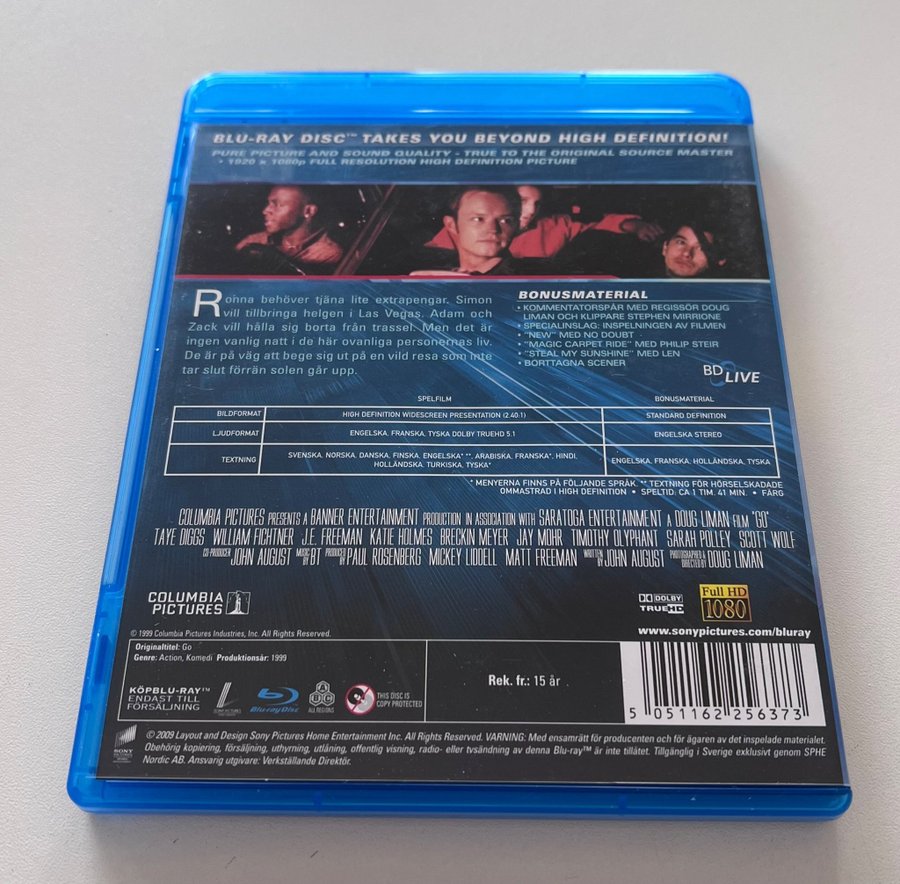 BLU-RAY DISC™ TAKES YOU BEYOND HIGH DEFINITION!
PURE PICTURE AND SOUND QUALITY - TRUE TO THE ORIGINAL SOURCE MASTER
• 1920 x 1080p FULL RESOLUTION HIGH DEFINITION PICTURE
Ronna behöver tjäna lite extrapengar. Simon
vill tillbringa helgen i Las Vegas. Adam och
Zack vill hålla sig borta från trassel. Men det är
ingen vanlig natt i de här ovanliga personernas liv.
De är på väg att bege sig ut på en vild resa som inte
tar slut förrän solen går upp.
BONUSMATERIAL
• KOMMENTATORSPÅR MED REGISSÖR DOUG
LIMAN OCH KLIPPARE STEPHEN MIRRIONE
• SPECIALINSLAG: INSPELNINGEN AV FILMEN
• "NEW" MED NO DOUBT
• "MAGIC CARPET RIDE" MED PHILIP STEIR
• "STEAL MY SUNSHINE" MED LEN
• BORTTAGNA SCENER
BD LIVE
SPELFILM BONUSMATERIAL
BILDFORMAT HIGH DEFINITION WIDESCREEN PRESENTATION (2.40:1) STANDARD DEFINITION
LJUDFORMAT ENGELSKA, FRANSKA, TYSKA DOLBY TRUEHD 5.1 ENGELSKA STEREO
TEXTNING SVENSKA, NORSKA, DANSKA, FINSKA, ENGELSKA* **, ARABISKA, FRANSKA*, HINDI,
HOLLÄNDSKA, TURKISKA, TYSKA* ENGELSKA, FRANSKA, HOLLÄNDSKA, TYSKA
* MENYERNA FINNS PÅ FÖLJANDE SPRÅK. ** TEXTNING FÖR HÖRSELSKADADE
OMMASTRAD I HIGH DEFINITION • SPELTID: CA 1 TIM. 41 MIN. • FÄRG
COLUMBIA PICTURES PRESENTS A BANNER ENTERTAINMENT PRODUCTION IN ASSOCIATION WITH SARATOGA ENTERTAINMENT A DOUG LIMAN FILM "GO"
TAYE DIGGS WILLIAM FICHTNER J.E. FREEMAN KATIE HOLMES BRECKIN MEYER JAY MOHR TIMOTHY OLYPHANT SARAH POLLEY SCOTT WOLF
CO-PRODUCER JOHN AUGUST MUSIC BY BT PRODUCED BY PAUL ROSENBERG MICKEY LIDDELL MATT FREEMAN WRITTEN BY JOHN AUGUST PHOTOGRAPHED & DIRECTED BY DOUG LIMAN
COLUMBIA
PICTURES
DOLBY
TRUEHD
Full HD
1080
www.sonypictures.com/bluray
© 1999 Columbia Pictures Industries, Inc. All Rights Reserved.
Originaltitel: Go
Genre: Action, Komedi Produktionsår: 1999
KÖPBLU-RAY™
ENDAST TILL
FÖRSÄLJNING
Blu-ray Disc
ABC
ALL REGIONS
THIS DISC IS
COPY PROTECTED
Rek. fr.: 15 år
5 051162 256373
SONY
© 2009 Layout and Design Sony Pictures Home Entertainment Inc. All Rights Reserved. VARNING: Med ensamrätt för producenten och för ägaren av det inspelade materialet.
Obehörig kopiering, försäljning, uthyrning, utlåning, offentlig visning, radio- eller tvsändning av denna Blu-ray™ är inte tillåtet. Tillgänglig i Sverige exklusivt genom SPHE
Nordic AB. Ansvarig utgivare: Verkställande Direktör.